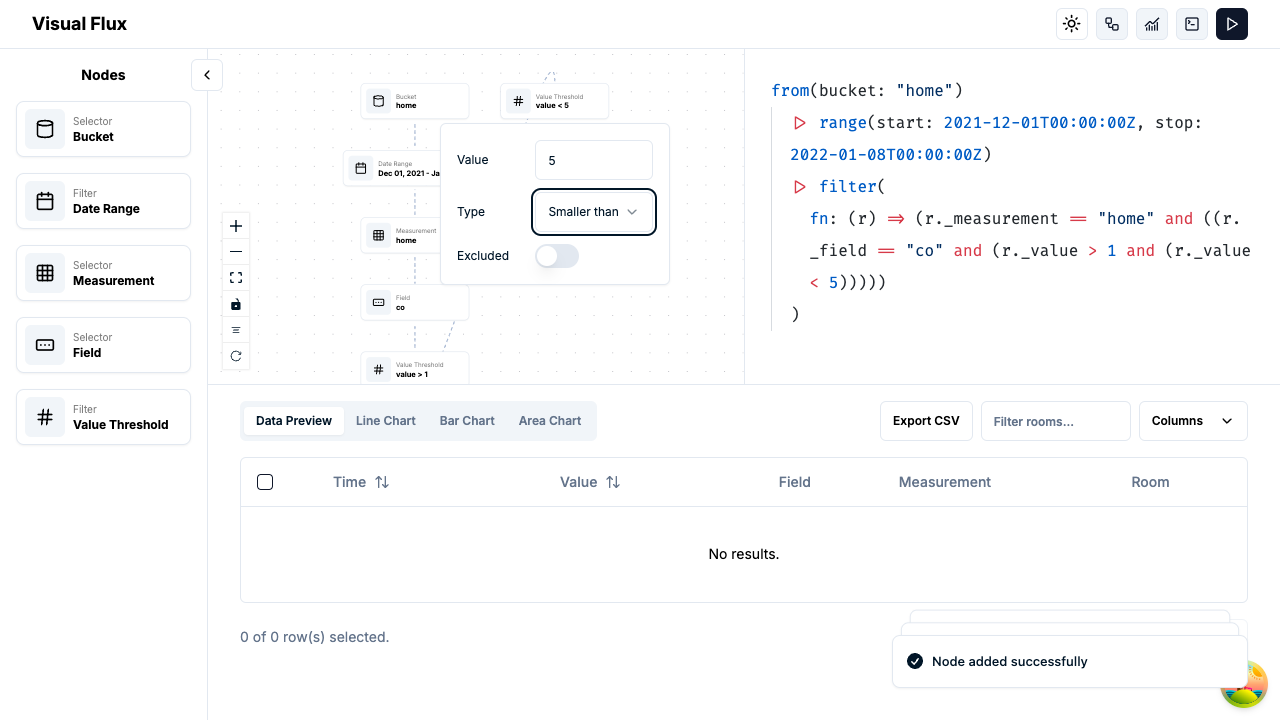 Visual Flux
Nodes
Selector
Bucket
Filter
Date Range
Selector
Measurement
Selector
Field
Filter
Value Threshold
Bucket
home
Value Threshold
value < 5
Date Range
Dec 01, 2021 - Ja
Measurement
home
Field
co
Value Threshold
value > 1
Value
5
Type
Smaller than
Excluded
from(bucket: "home")
▷ range(start: 2021-12-01T00:00:00Z, stop:
2022-01-08T00:00:00Z)
▷ filter(
fn: (r) => (r._measurement == "home" and ((r.
_field == "co" and (r._value > 1 and (r._value
< 5)))))
)
Data Preview
Line Chart
Bar Chart
Area Chart
Export CSV
Filter rooms...
Columns
Time
Value
Field
Measurement
Room
No results.
0 of 0 row(s) selected.
Node added successfully